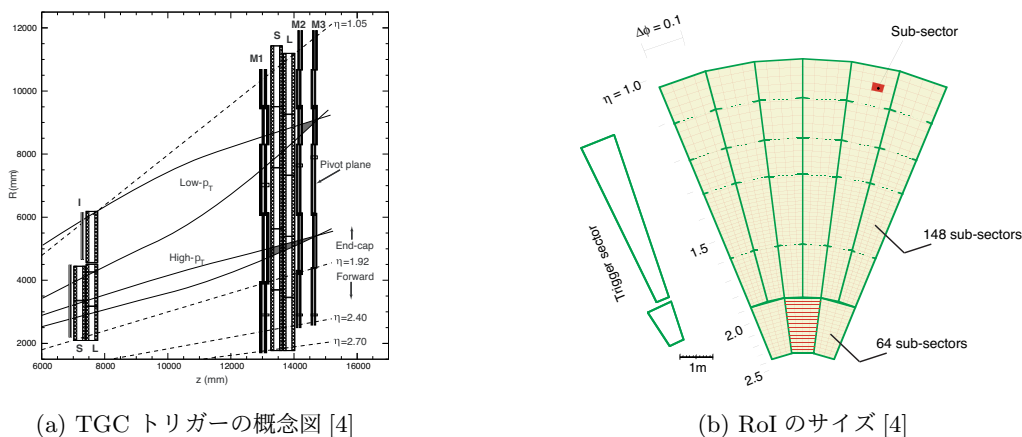 12000
10000
8000
6000
4000
2000
R(mm)
6000
8000
10000
12000
14000
16000
z (mm)
I
S
L
M1
S
L
M2
M3
η=1.05
Low-pT
High-pT
Pivot plane
End-cap
η=1.92
Forward
η=2.40
η=2.70
S
L
(a) TGC トリガーの概念図 [4]
Δϕ = 0.1
η = 1.0
Sub-sector
1.5
Trigger sector
148 sub-sectors
2.0
64 sub-sectors
2.5
1m
(b) RoI のサイズ [4]